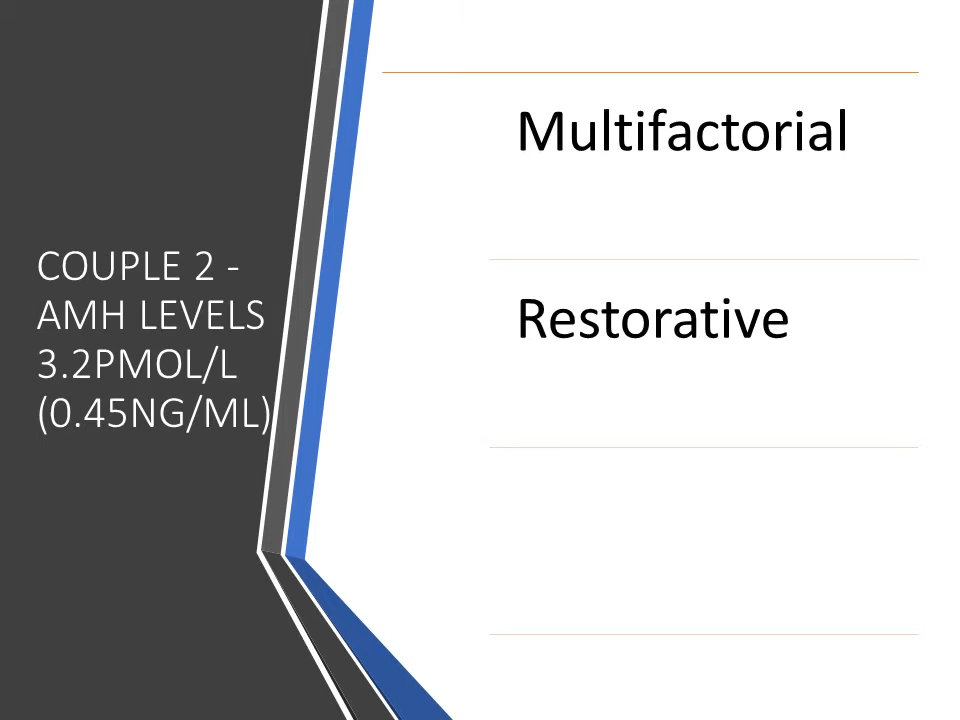 COUPLE 2 -
AMH LEVELS
3.2PMOL/L
(0.45NG/ML)
Multifactorial
Restorative